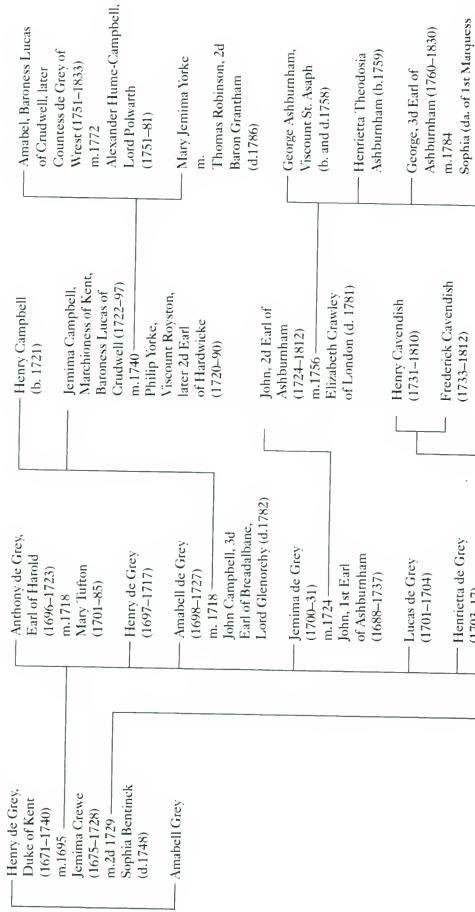 Henry de Grey,
Duke of Kent
(1671–1740)
m.1695
Jemima Crewe
(1675–1728)
m.2d 1729
Sophia Bentinck
(d.1748)
Amabell Grey
Anthony de Grey,
Earl of Harold
(1696–1723)
m.1718
Mary Tufton
(1701–85)
Henry de Grey
(1697–1717)
Amabell de Grey
(1698–1727)
m. 1718
John Campbell, 3d
Earl of Breadalbane,
Lord Glenorchy (d.1782)
Jemima de Grey
(1700–31)
m.1724
John, 1st Earl
of Ashburnham
(1688–1737)
Lucas de Grey
(1701–1704)
Henrietta de Grey
Henry Campbell
(b. 1721)
Jemima Campbell,
Marchioness of Kent,
Baroness Lucas of
Crudwell (1722–97)
m.1740
Philip Yorke,
Viscount Royston,
later 2d Earl
of Hardwicke
(1720–90)
John, 2d Earl of
Ashburnham
(1724–1812)
m.1756
Elizabeth Crawley
of London (d. 1781)
Henry Cavendish
(1731–1810)
Frederick Cavendish
(1733–1812)
Amabel, Baroness Lucas
of Crudwell, later
Countess de Grey of
Wrest (1751–1833)
m.1772
Alexander Hume-Campbell,
Lord Polwarth
(1751–81)
Mary Jemima Yorke
m.
Thomas Robinson, 2d
Baron Grantham
(d.1786)
George Ashburnham,
Viscount St. Asaph
(b. and d.1758)
Henrietta Theodosia
Ashburnham (b.1759)
George, 3d Earl of
Ashburnham (1760–1830)
m.1784
Sophia (da. of 1st Marquess